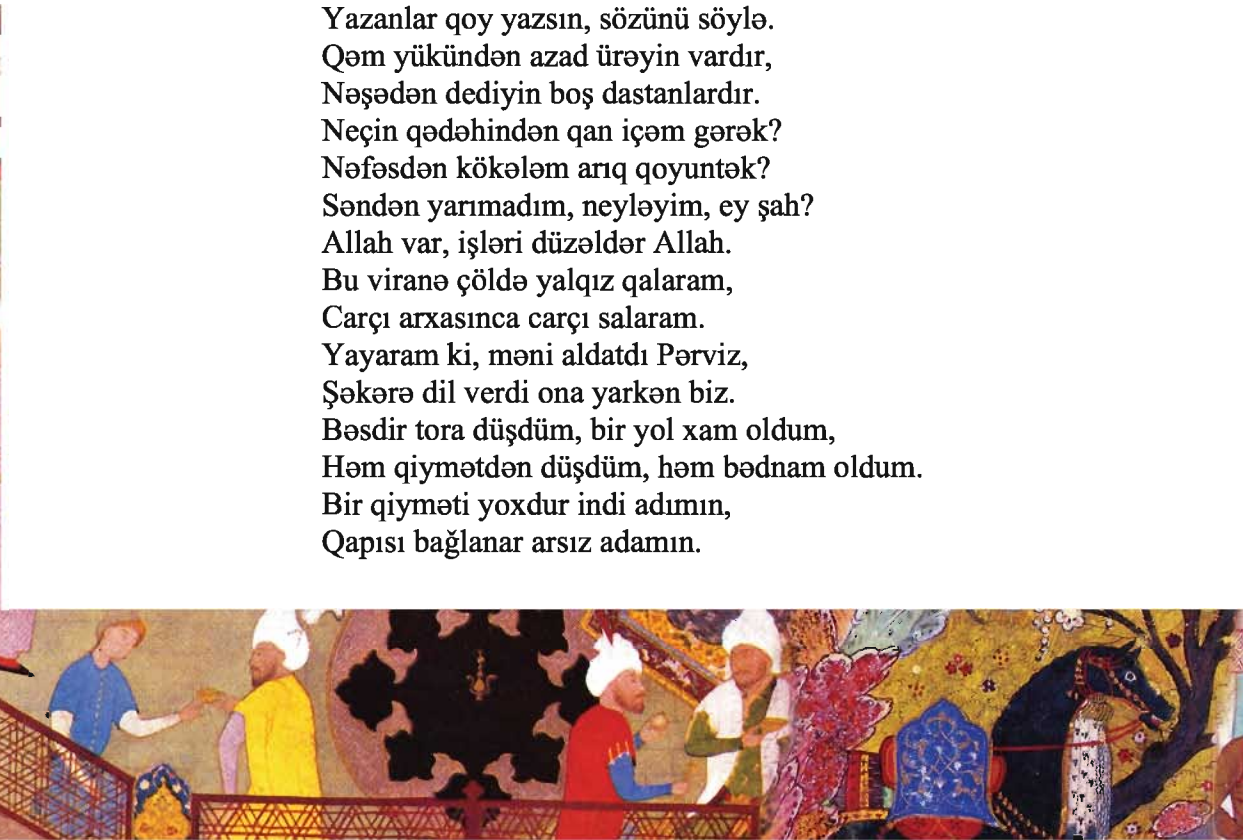 Yazanlar qoy yazsın, sözünü söylə.
Qəm yükündən azad ürəyin vardır,
Nəşədən dediyin boş dastanlardır.
Neçin qədəhindən qan içəm gərək?
Nəfəsdən kökələm arıq qoyuntək?
Səndən yarımadım, neyləyim, ey şah?
Allah var, işləri düzəldər Allah.
Bu viranə çöldə yalqız qalaram,
Carçı arxasınca carçı salaram.
Yayaram ki, məni aldatdı Pərviz,
Şəkərə dil verdi ona yarkən biz.
Bəsdir tora düşdüm, bir yol xam oldum,
Həm qiymətdən düşdüm, həm bədnam oldum.
Bir qiyməti yoxdur indi adımın,
Qapısı bağlanar arsız adamın.